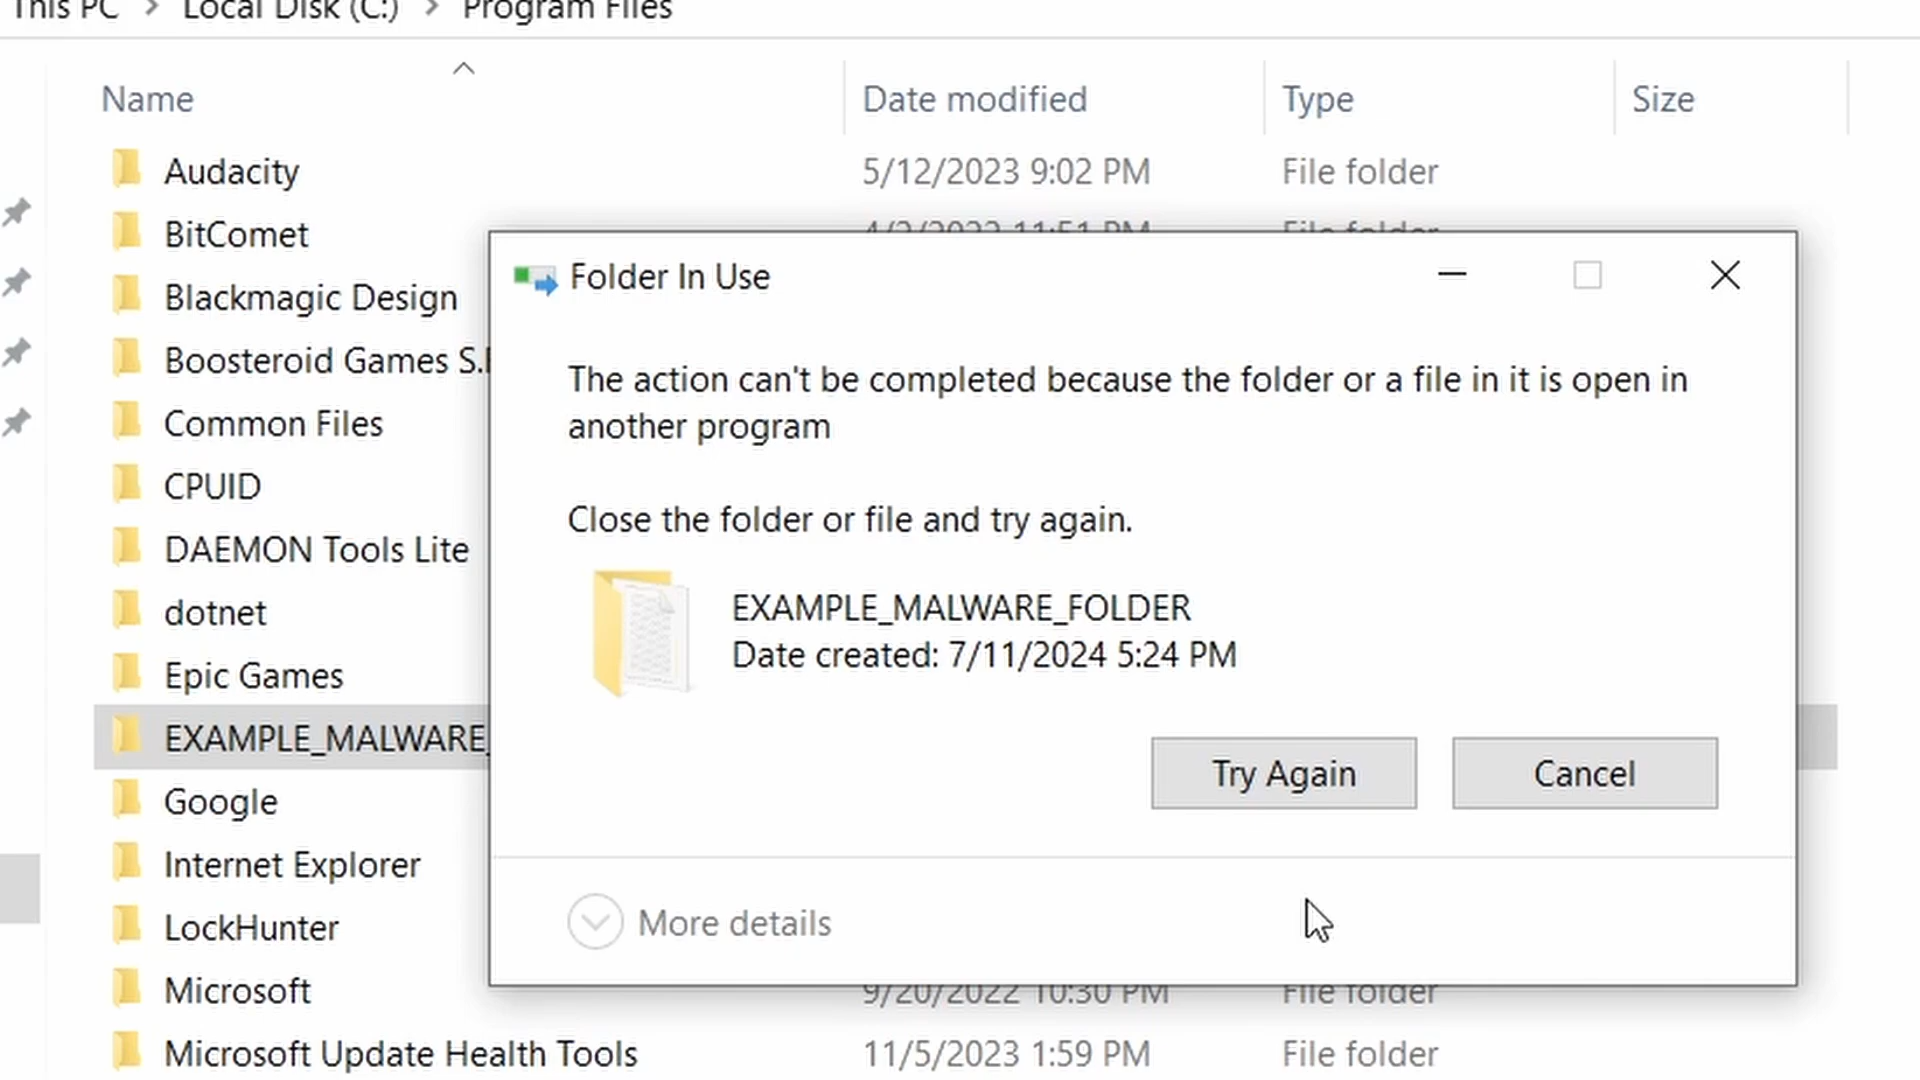 This PC > Local Disk (C:) > Program Files
Name Date modified Type Size
Audacity 5/12/2023 9:02 PM File folder
BitComet 11:51 PM File folder
Blackmagic Design
Boosteroid Games S.
Common Files
CPUID
DAEMON Tools Lite
dotnet
Epic Games
EXAMPLE_MALWARE_
Google
Internet Explorer
LockHunter
Microsoft 9/20/2022 10:30 PM File folder
Microsoft Update Health Tools 11/5/2023 1:59 PM File folder
Folder In Use
The action can't be completed because the folder or a file in it is open in
another program
Close the folder or file and try again.
EXAMPLE_MALWARE_FOLDER
Date created: 7/11/2024 5:24 PM
Try Again Cancel
More details